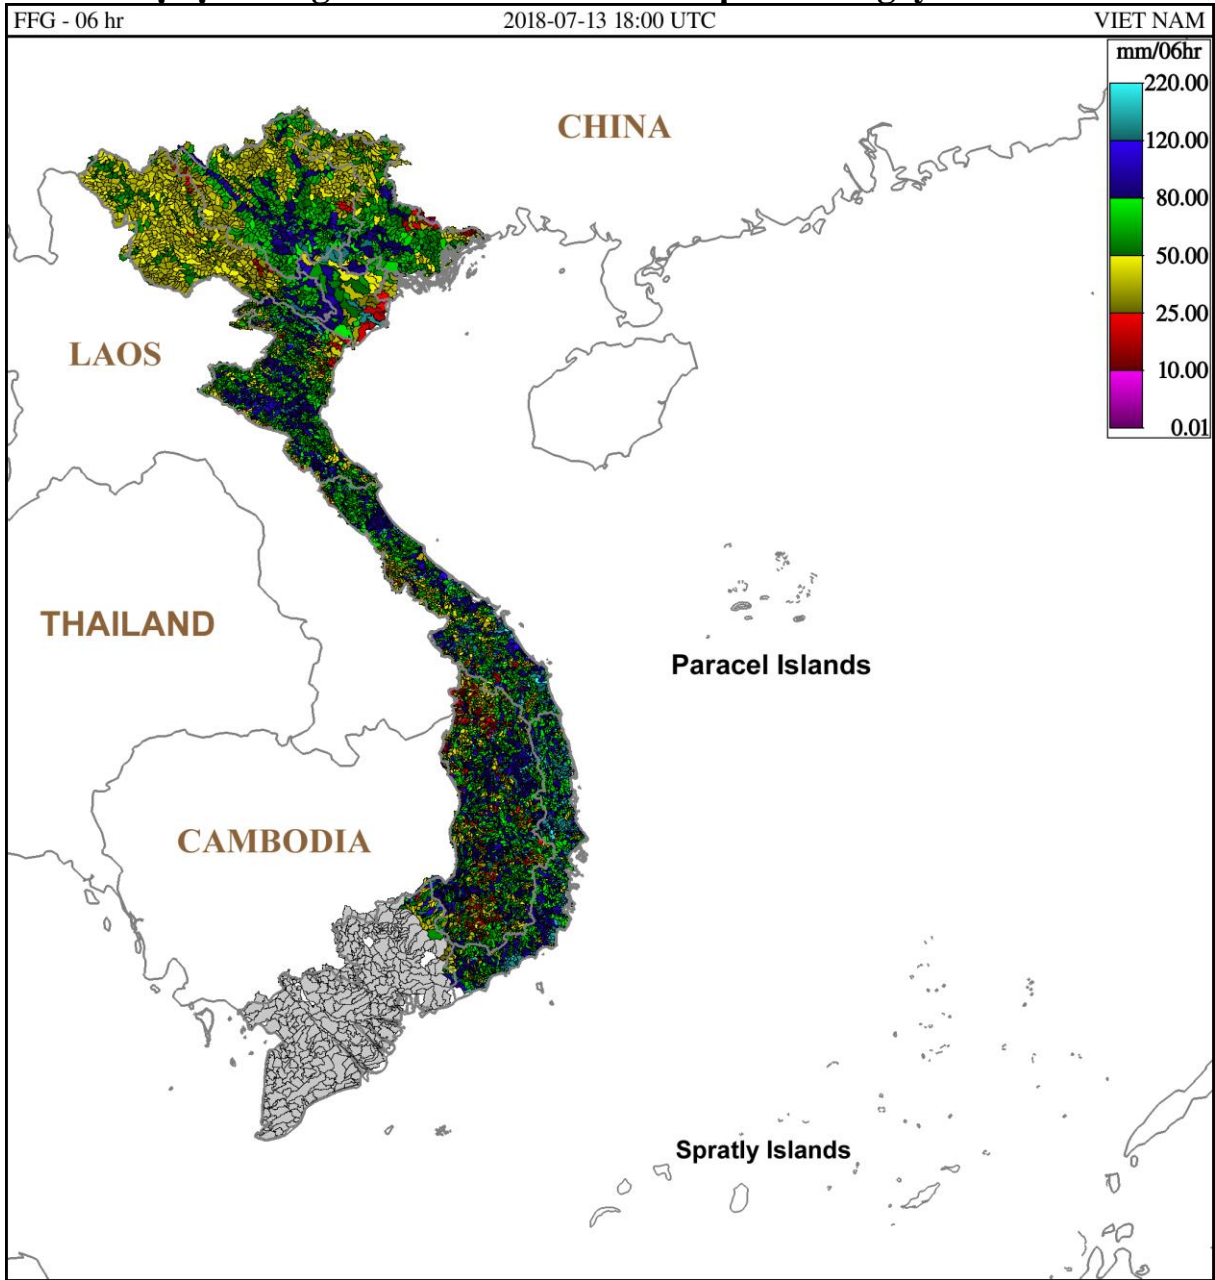 FFG - 06 hr 2018-07-13 18:00 UTC VIET NAM
mm/06hr
220.00
120.00
80.00
50.00
25.00
10.00
0.01
CHINA
LAOS
THAILAND
Paracel Islands
CAMBODIA
Spratly Islands